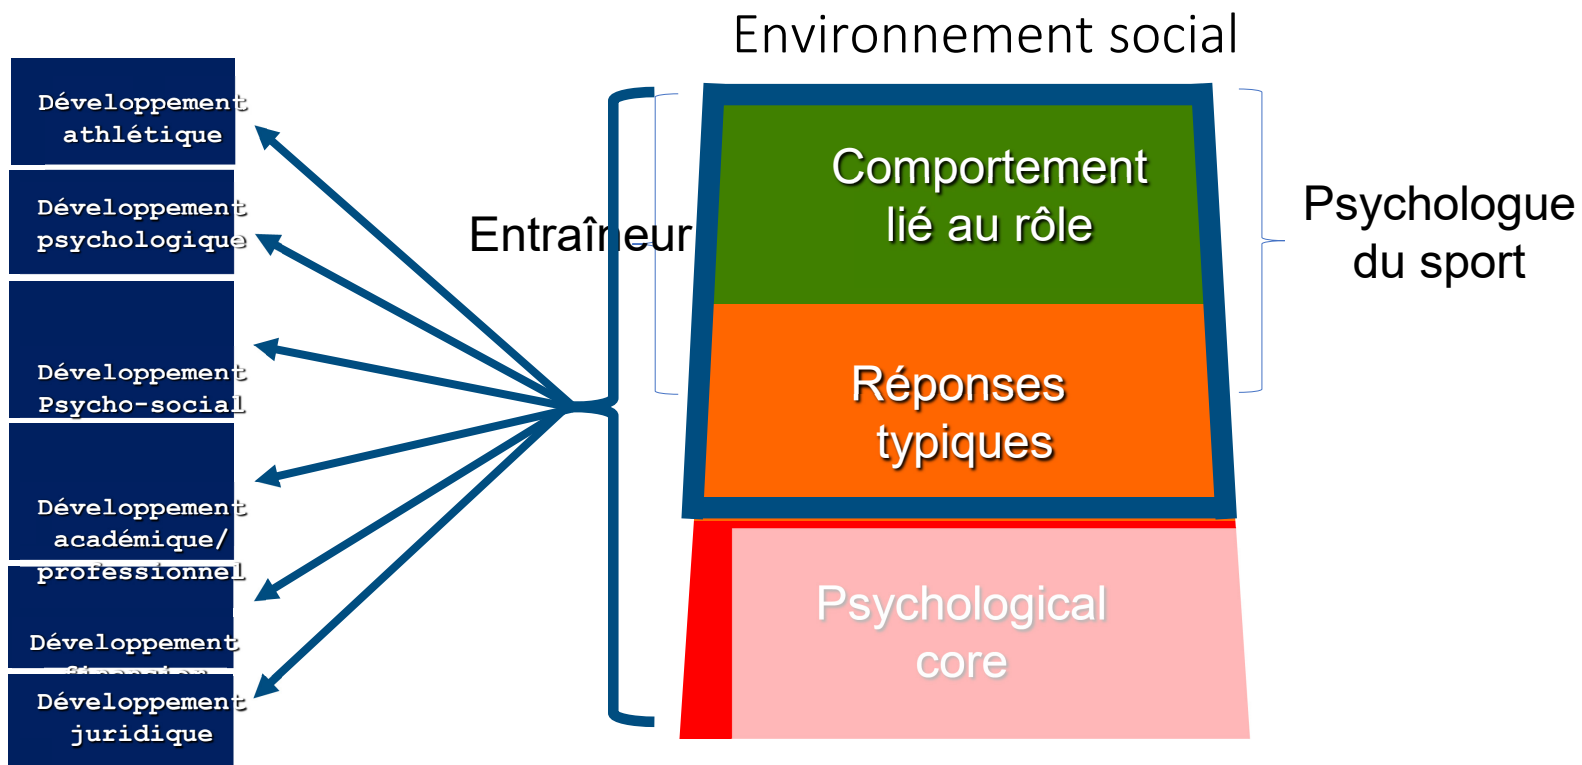 Environnement social
Développement
athlétique
Développement
psychologique
Développement
Psycho-social
Développement
académique/
professionnel
Développement
financier
Développement
juridique
Entraîneur
Comportement
lié au rôle
Réponses
typiques
Psychological
core
Psychologue
du sport